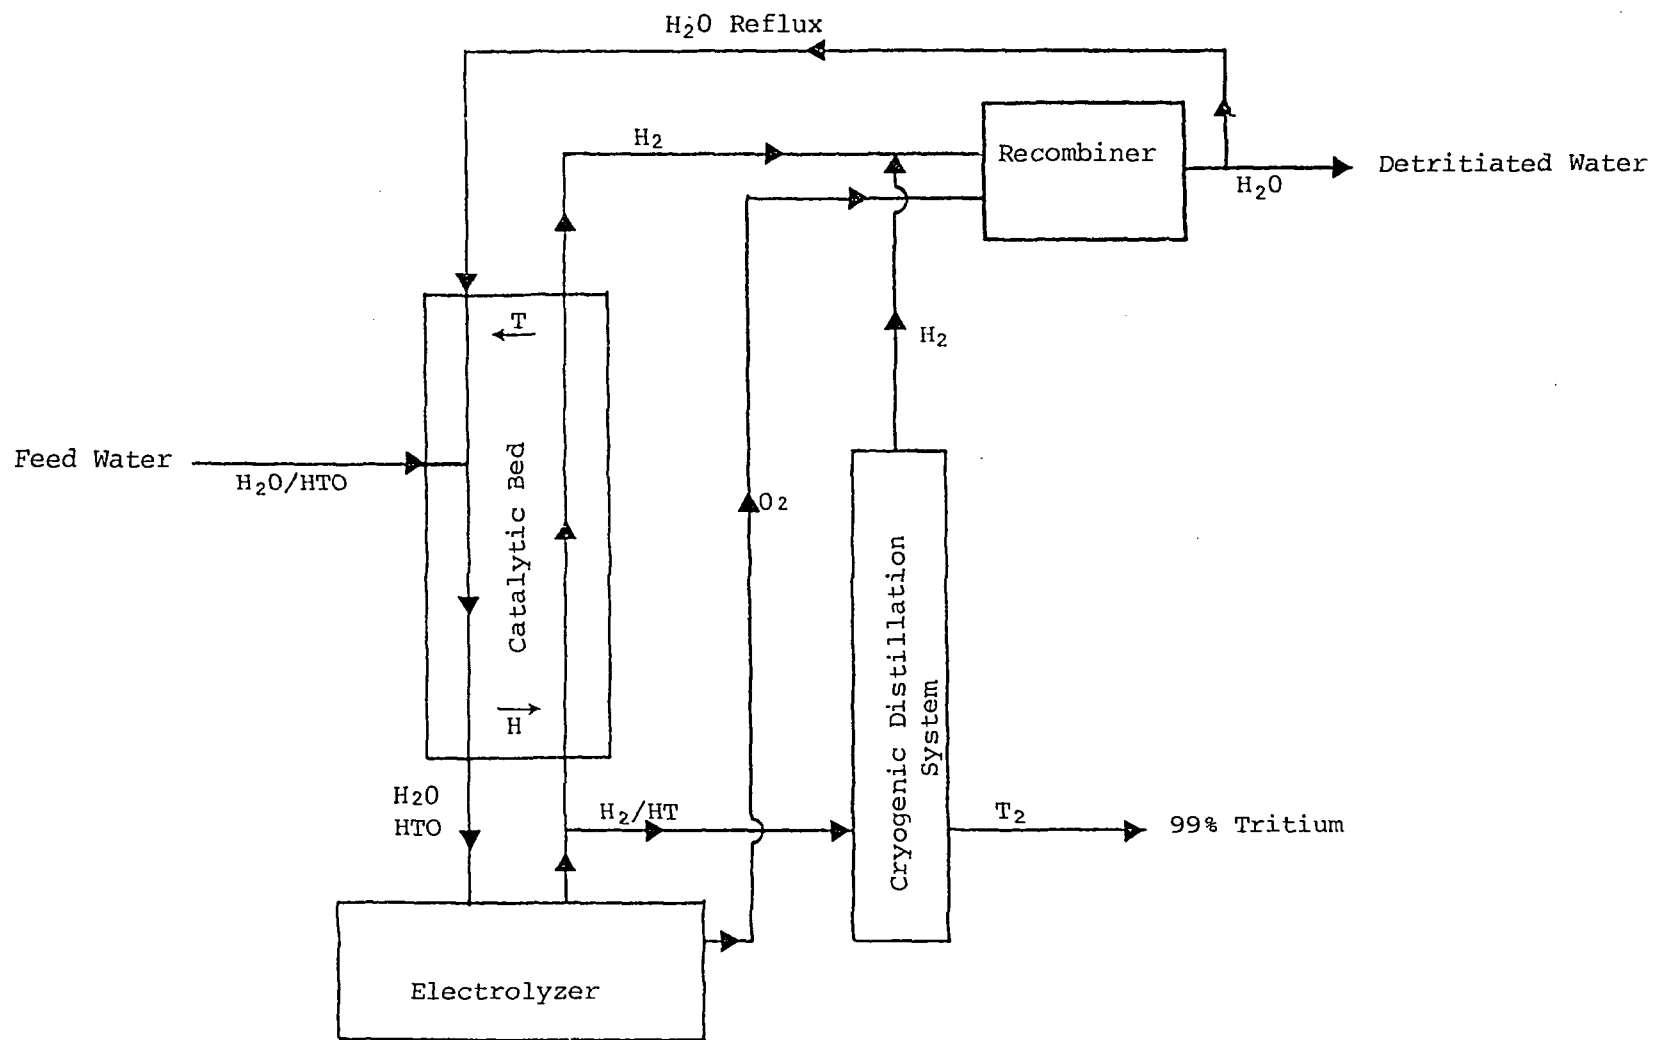 H₂O Reflux
H₂
Recombiner
Detritiated Water
H₂O
T
H₂
Feed Water
H₂O/HTO
Catalytic Bed
O₂
Cryogenic Distillation
System
H
H₂O
HTO
H₂/HT
T₂
99% Tritium
Electrolyzer